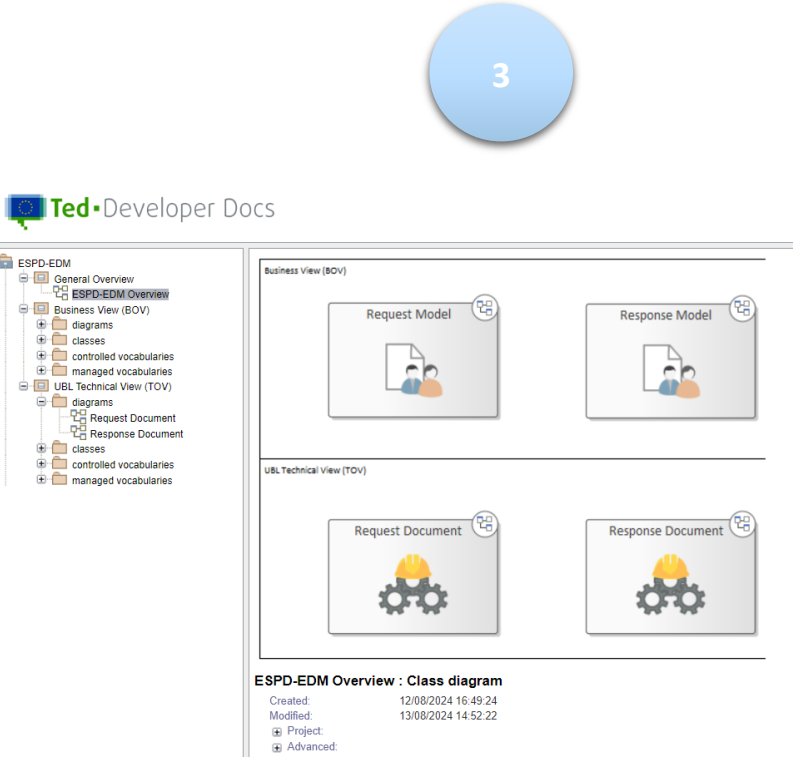 3
Ted▪Developer Docs
ESPD-EDM
General Overview
ESPD-EDM Overview
Business View (BOV)
diagrams
classes
controlled vocabularies
managed vocabularies
UBL Technical View (TOV)
diagrams
Request Document
Response Document
classes
controlled vocabularies
managed vocabularies
Business View (BOV)
Request Model
Response Model
UBL Technical View (TOV)
Request Document
Response Document
ESPD-EDM Overview : Class diagram
Created: 12/08/2024 16:49:24
Modified: 13/08/2024 14:52:22
Project:
Advanced: